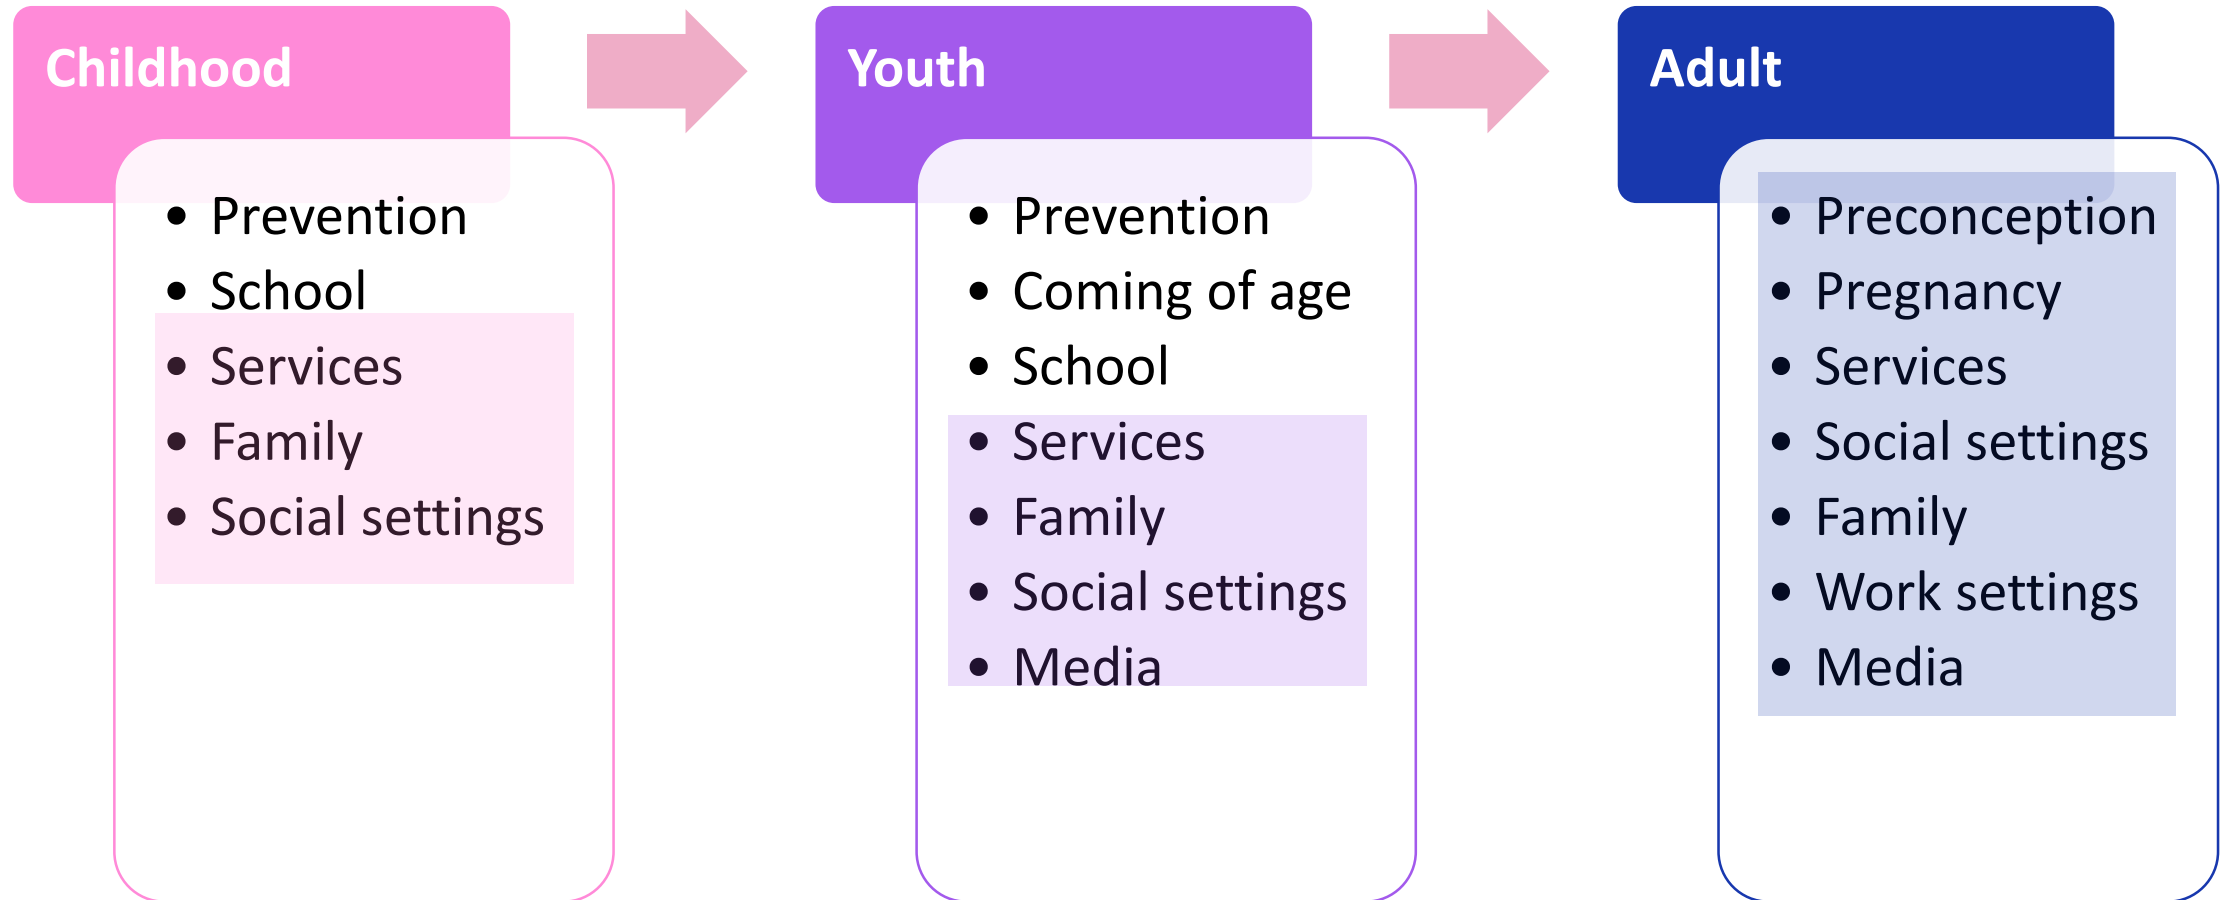 Childhood
• Prevention
• School
• Services
• Family
• Social settings
Youth
• Prevention
• Coming of age
• School
• Services
• Family
• Social settings
• Media
Adult
• Preconception
• Pregnancy
• Services
• Social settings
• Family
• Work settings
• Media